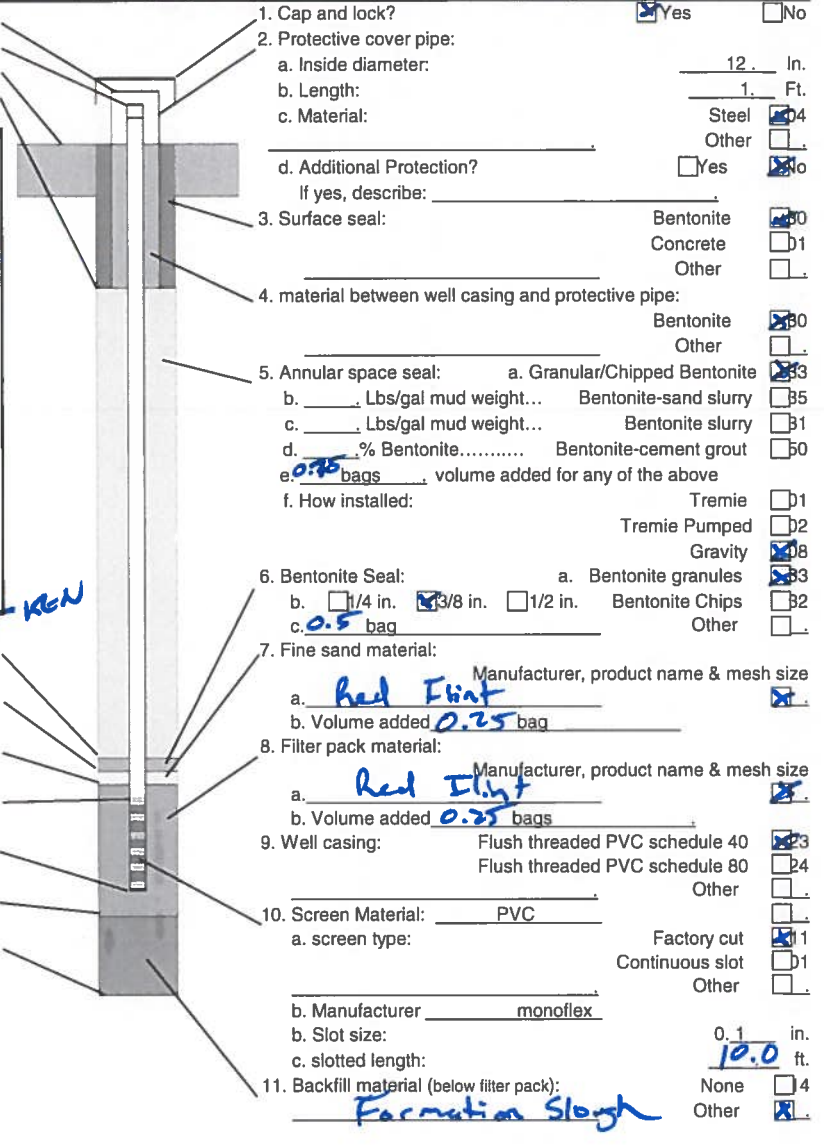 1. Cap and lock? ☒Yes ☐No
2. Protective cover pipe:
a. Inside diameter: 12. In.
b. Length: 1. Ft.
c. Material: Steel ☒04
Other ☐.
d. Additional Protection? ☐Yes ☒No
If yes, describe:
3. Surface seal: Bentonite ☒30
Concrete ☐01
Other ☐.
4. material between well casing and protective pipe:
Bentonite ☒30
Other ☐.
5. Annular space seal: a. Granular/Chipped Bentonite ☒33
b. ____. Lbs/gal mud weight... Bentonite-sand slurry ☐35
c. ____. Lbs/gal mud weight... Bentonite slurry ☐31
d. ____.% Bentonite........... Bentonite-cement grout ☐50
e. bags . volume added for any of the above
f. How installed: Tremie ☐01
Tremie Pumped ☐02
Gravity ☒08
KEN
6. Bentonite Seal: a. Bentonite granules ☒33
b. ☐1/4 in. ☒3/8 in. ☐1/2 in. Bentonite Chips ☐32
c. 0.5 bag Other ☐.
7. Fine sand material:
Manufacturer, product name & mesh size
a. Red Flint ☒.
b. Volume added 0.25 bag
8. Filter pack material:
Manufacturer, product name & mesh size
a. Red Flint ☒.
b. Volume added 0.25 bags
9. Well casing: Flush threaded PVC schedule 40 ☒23
Flush threaded PVC schedule 80 ☐24
Other ☐.
10. Screen Material: PVC ☐.
a. screen type: Factory cut ☒11
Continuous slot ☐01
Other ☐.
b. Manufacturer monoflex
b. Slot size: 0.1 in.
c. slotted length: 10.0 ft.
11. Backfill material (below filter pack): None ☐14
Formation Slough Other ☒.